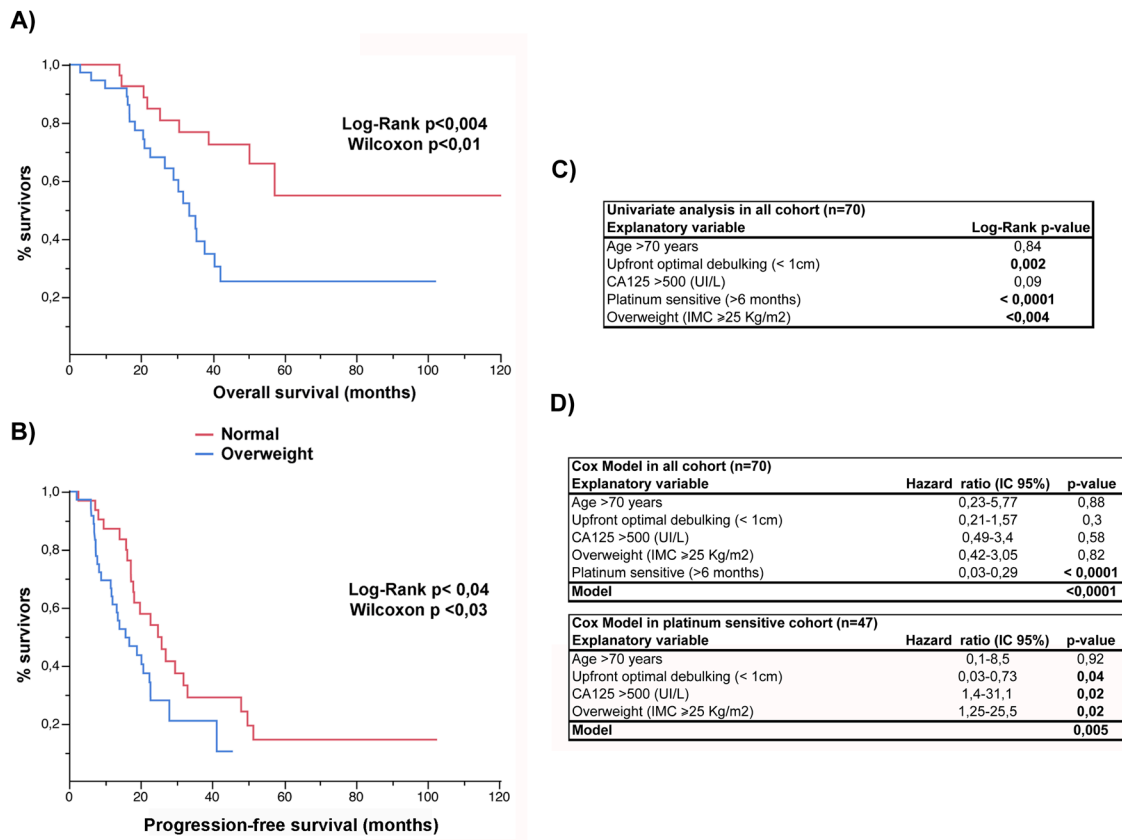 A)
1,0
0,8
0,6
0,4
0,2
% survivors
Log-Rank p<0,004
Wilcoxon p<0,01
0 20 40 60 80 100 120
Overall survival (months)
B)
Normal
Overweight
1,0
0,8
0,6
0,4
0,2
% survivors
Log-Rank p< 0,04
Wilcoxon p <0,03
0 20 40 60 80 100 120
Progression-free survival (months)
C)
Univariate analysis in all cohort (n=70)
Explanatory variable Log-Rank p-value
Age >70 years 0,84
Upfront optimal debulking (< 1cm) 0,002
CA125 >500 (UI/L) 0,09
Platinum sensitive (>6 months) < 0,0001
Overweight (IMC ⩾25 Kg/m2) <0,004
D)
Cox Model in all cohort (n=70)
Explanatory variable Hazard ratio (IC 95%) p-value
Age >70 years 0,23-5,77 0,88
Upfront optimal debulking (< 1cm) 0,21-1,57 0,3
CA125 >500 (UI/L) 0,49-3,4 0,58
Overweight (IMC ⩾25 Kg/m2) 0,42-3,05 0,82
Platinum sensitive (>6 months) 0,03-0,29 < 0,0001
Model <0,0001
Cox Model in platinum sensitive cohort (n=47)
Explanatory variable Hazard ratio (IC 95%) p-value
Age >70 years 0,1-8,5 0,92
Upfront optimal debulking (< 1cm) 0,03-0,73 0,04
CA125 >500 (UI/L) 1,4-31,1 0,02
Overweight (IMC ⩾25 Kg/m2) 1,25-25,5 0,02
Model 0,005